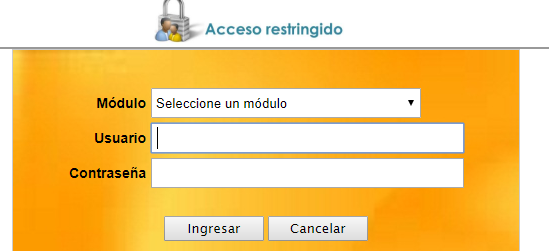 Acceso restringido
Módulo Seleccione un módulo
Usuario
Contraseña
Ingresar Cancelar